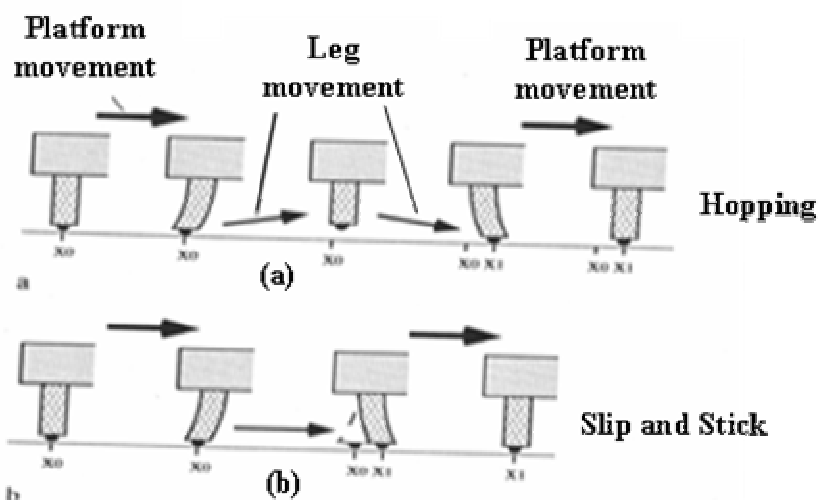 Platform
movement
Leg
movement
Platform
movement
Hopping
X0
X0
X0
X0 X1
X0 X1
a
(a)
X0
X0
X0 X1
X1
Slip and Stick
b
(b)